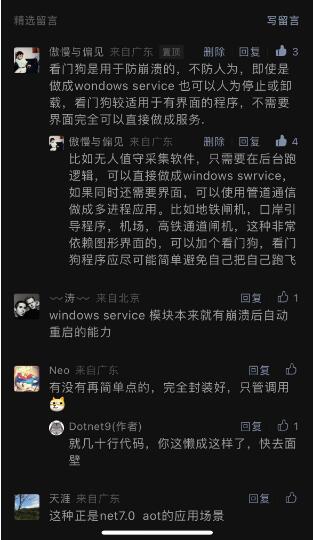 精选留言 写留言
傲慢与偏见 来自广东 置顶 删除 回复 3
看门狗是用于防崩溃的，不防人为，即使是
做成wondows service 也可以人为停止或卸
载，看门狗较适用于有界面的程序，不需要
界面完全可以直接做成服务.
傲慢与偏见 来自广东 删除 回复 4
比如无人值守采集软件，只需要在后台跑
逻辑，可以直接做成windows swrvice，
如果同时还需要界面，可以使用管道通信
做成多进程应用。比如地铁闸机，口岸引
导程序，机场，高铁通道闸机，这种非常
依赖图形界面的，可以加个看门狗，看门
狗程序应尽可能简单避免自己把自己跑飞
﹏涛﹏ 来自北京 回复 1
windows service 模块本来就有崩溃后自动
重启的能力
Neo 来自广东 回复
有没有再简单点的，完全封装好，只管调用
Dotnet9(作者) 回复 1
就几十行代码，你这懒成这样了，快去面
壁
天涯 来自广东 回复
这种正是net7.0 aot的应用场景